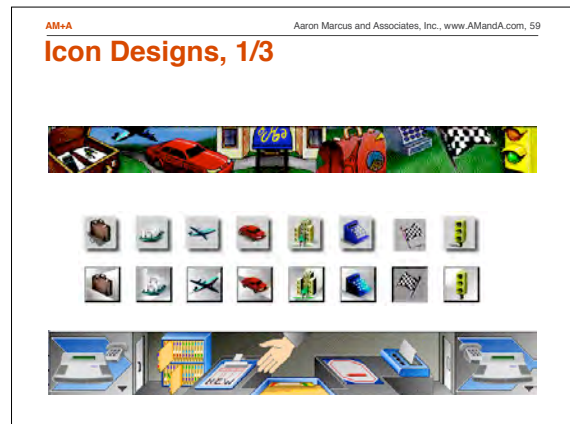 AM+A
Aaron Marcus and Associates, Inc., www.AMandA.com, 59
Icon Designs, 1/3
NEW